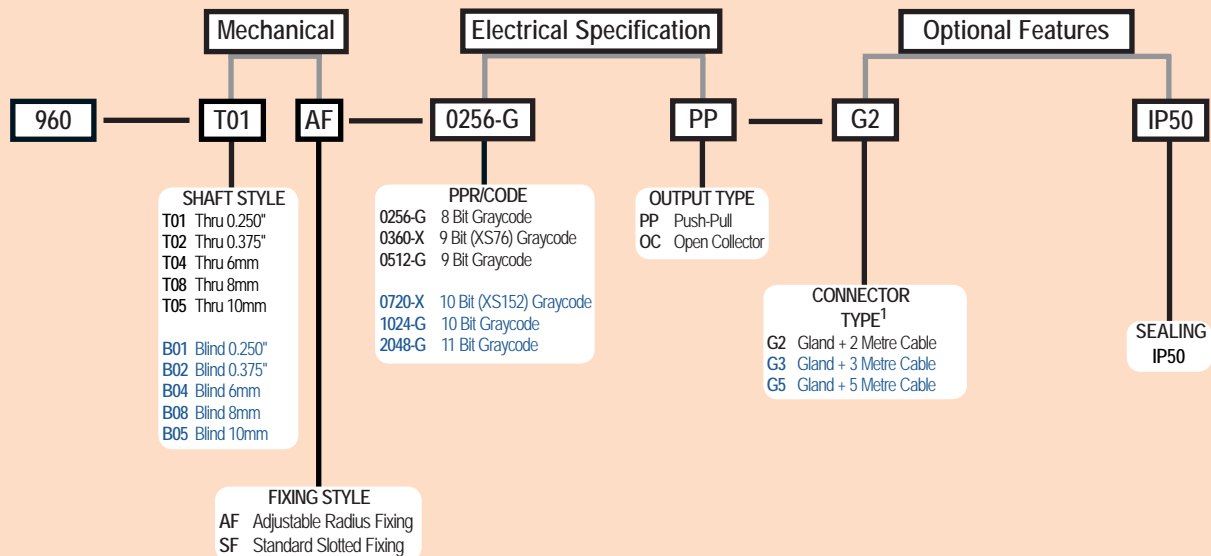 Mechanical
Electrical Specification
Optional Features
960
T01
AF
0256-G
PP
G2
IP50
SHAFT STYLE
T01 Thru 0.250"
T02 Thru 0.375"
T04 Thru 6mm
T08 Thru 8mm
T05 Thru 10mm
B01 Blind 0.250"
B02 Blind 0.375"
B04 Blind 6mm
B08 Blind 8mm
B05 Blind 10mm
PPR/CODE
0256-G 8 Bit Graycode
0360-X 9 Bit (XS76) Graycode
0512-G 9 Bit Graycode
0720-X 10 Bit (XS152) Graycode
1024-G 10 Bit Graycode
2048-G 11 Bit Graycode
OUTPUT TYPE
PP Push-Pull
OC Open Collector
CONNECTOR
TYPE1
G2 Gland + 2 Metre Cable
G3 Gland + 3 Metre Cable
G5 Gland + 5 Metre Cable
SEALING
IP50
FIXING STYLE
AF Adjustable Radius Fixing
SF Standard Slotted Fixing